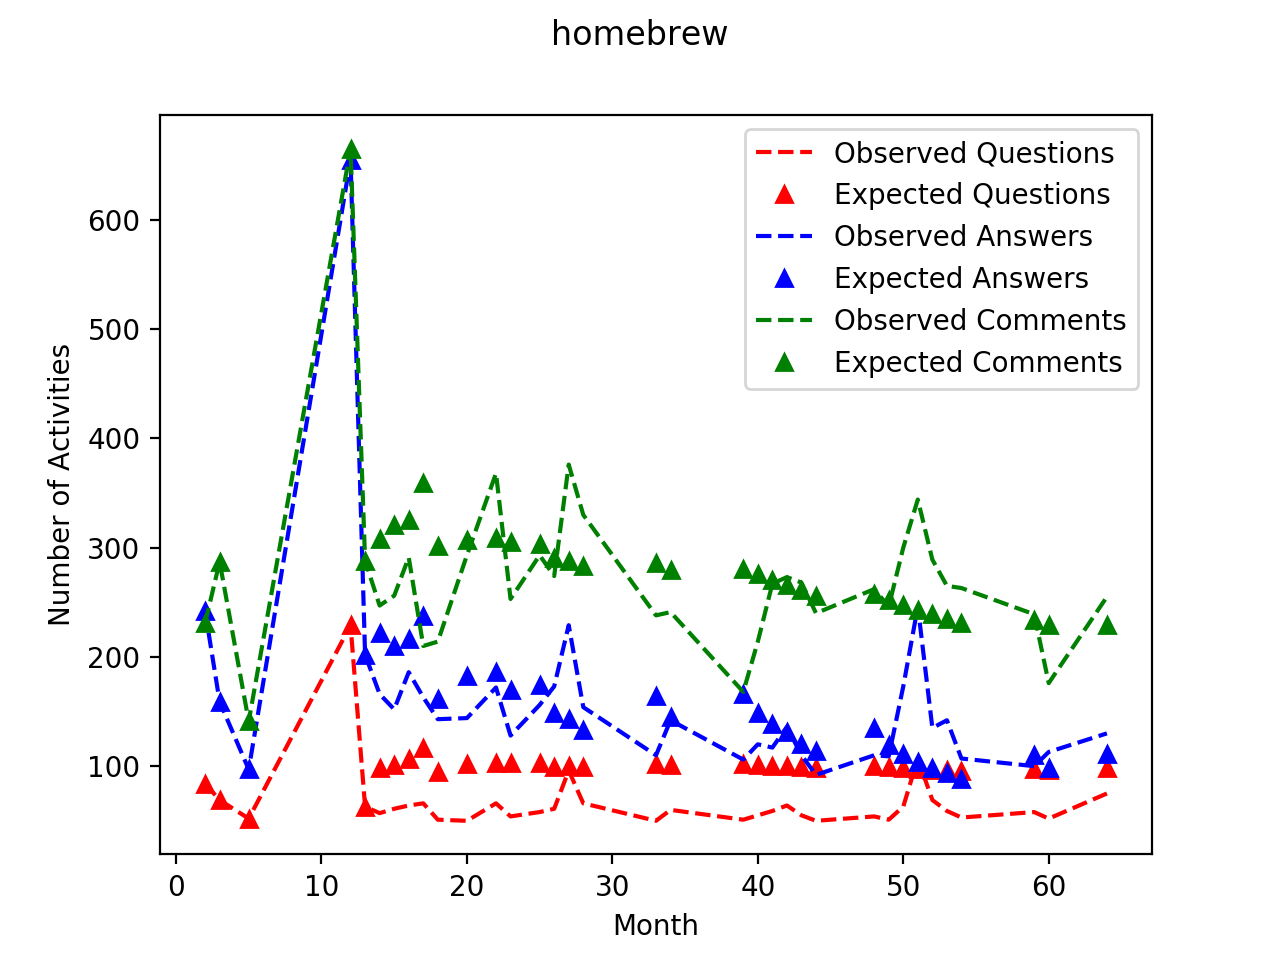 homebrew
Observed Questions
Expected Questions
Observed Answers
Expected Answers
Observed Comments
Expected Comments
Number of Activities
600
500
400
300
200
100
0 10 20 30 40 50 60
Month